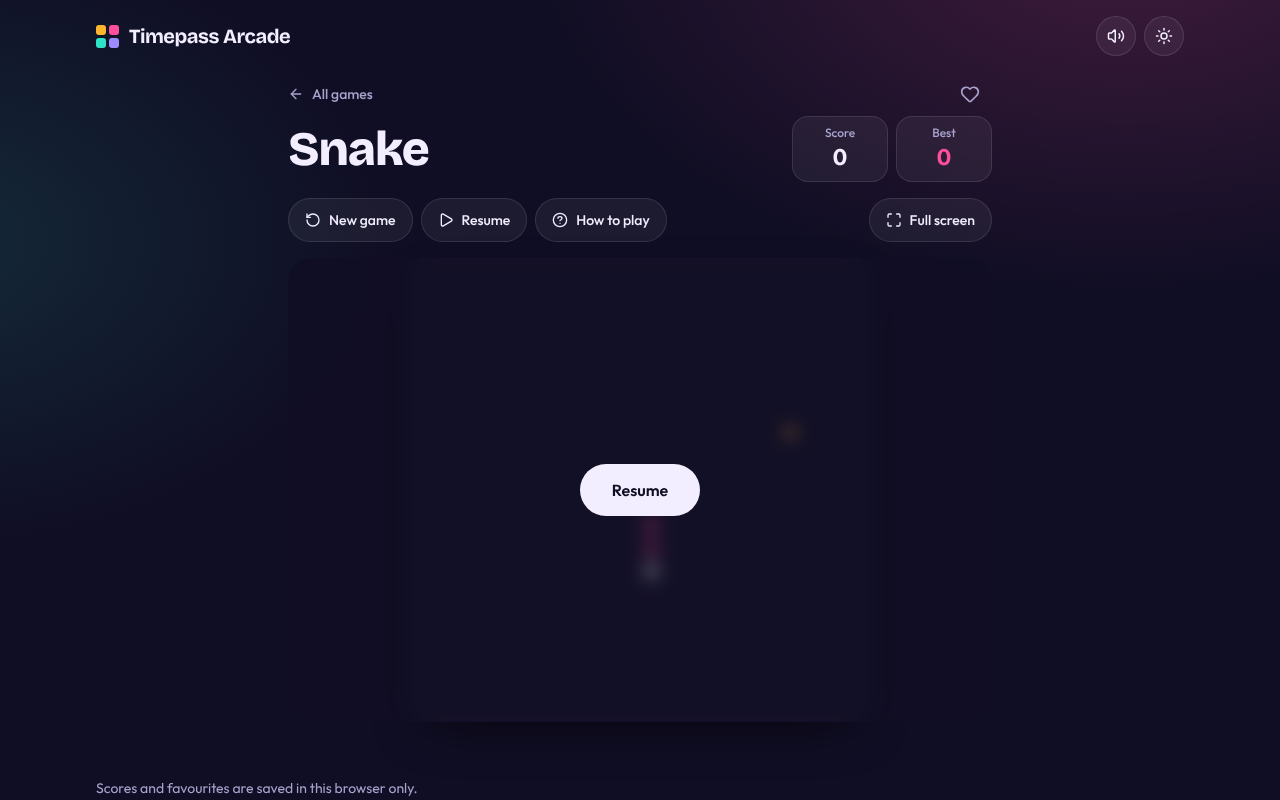 Timepass Arcade
All games
Snake
Score
0
Best
0
New game
Resume
How to play
Full screen
Resume
Scores and favourites are saved in this browser only.